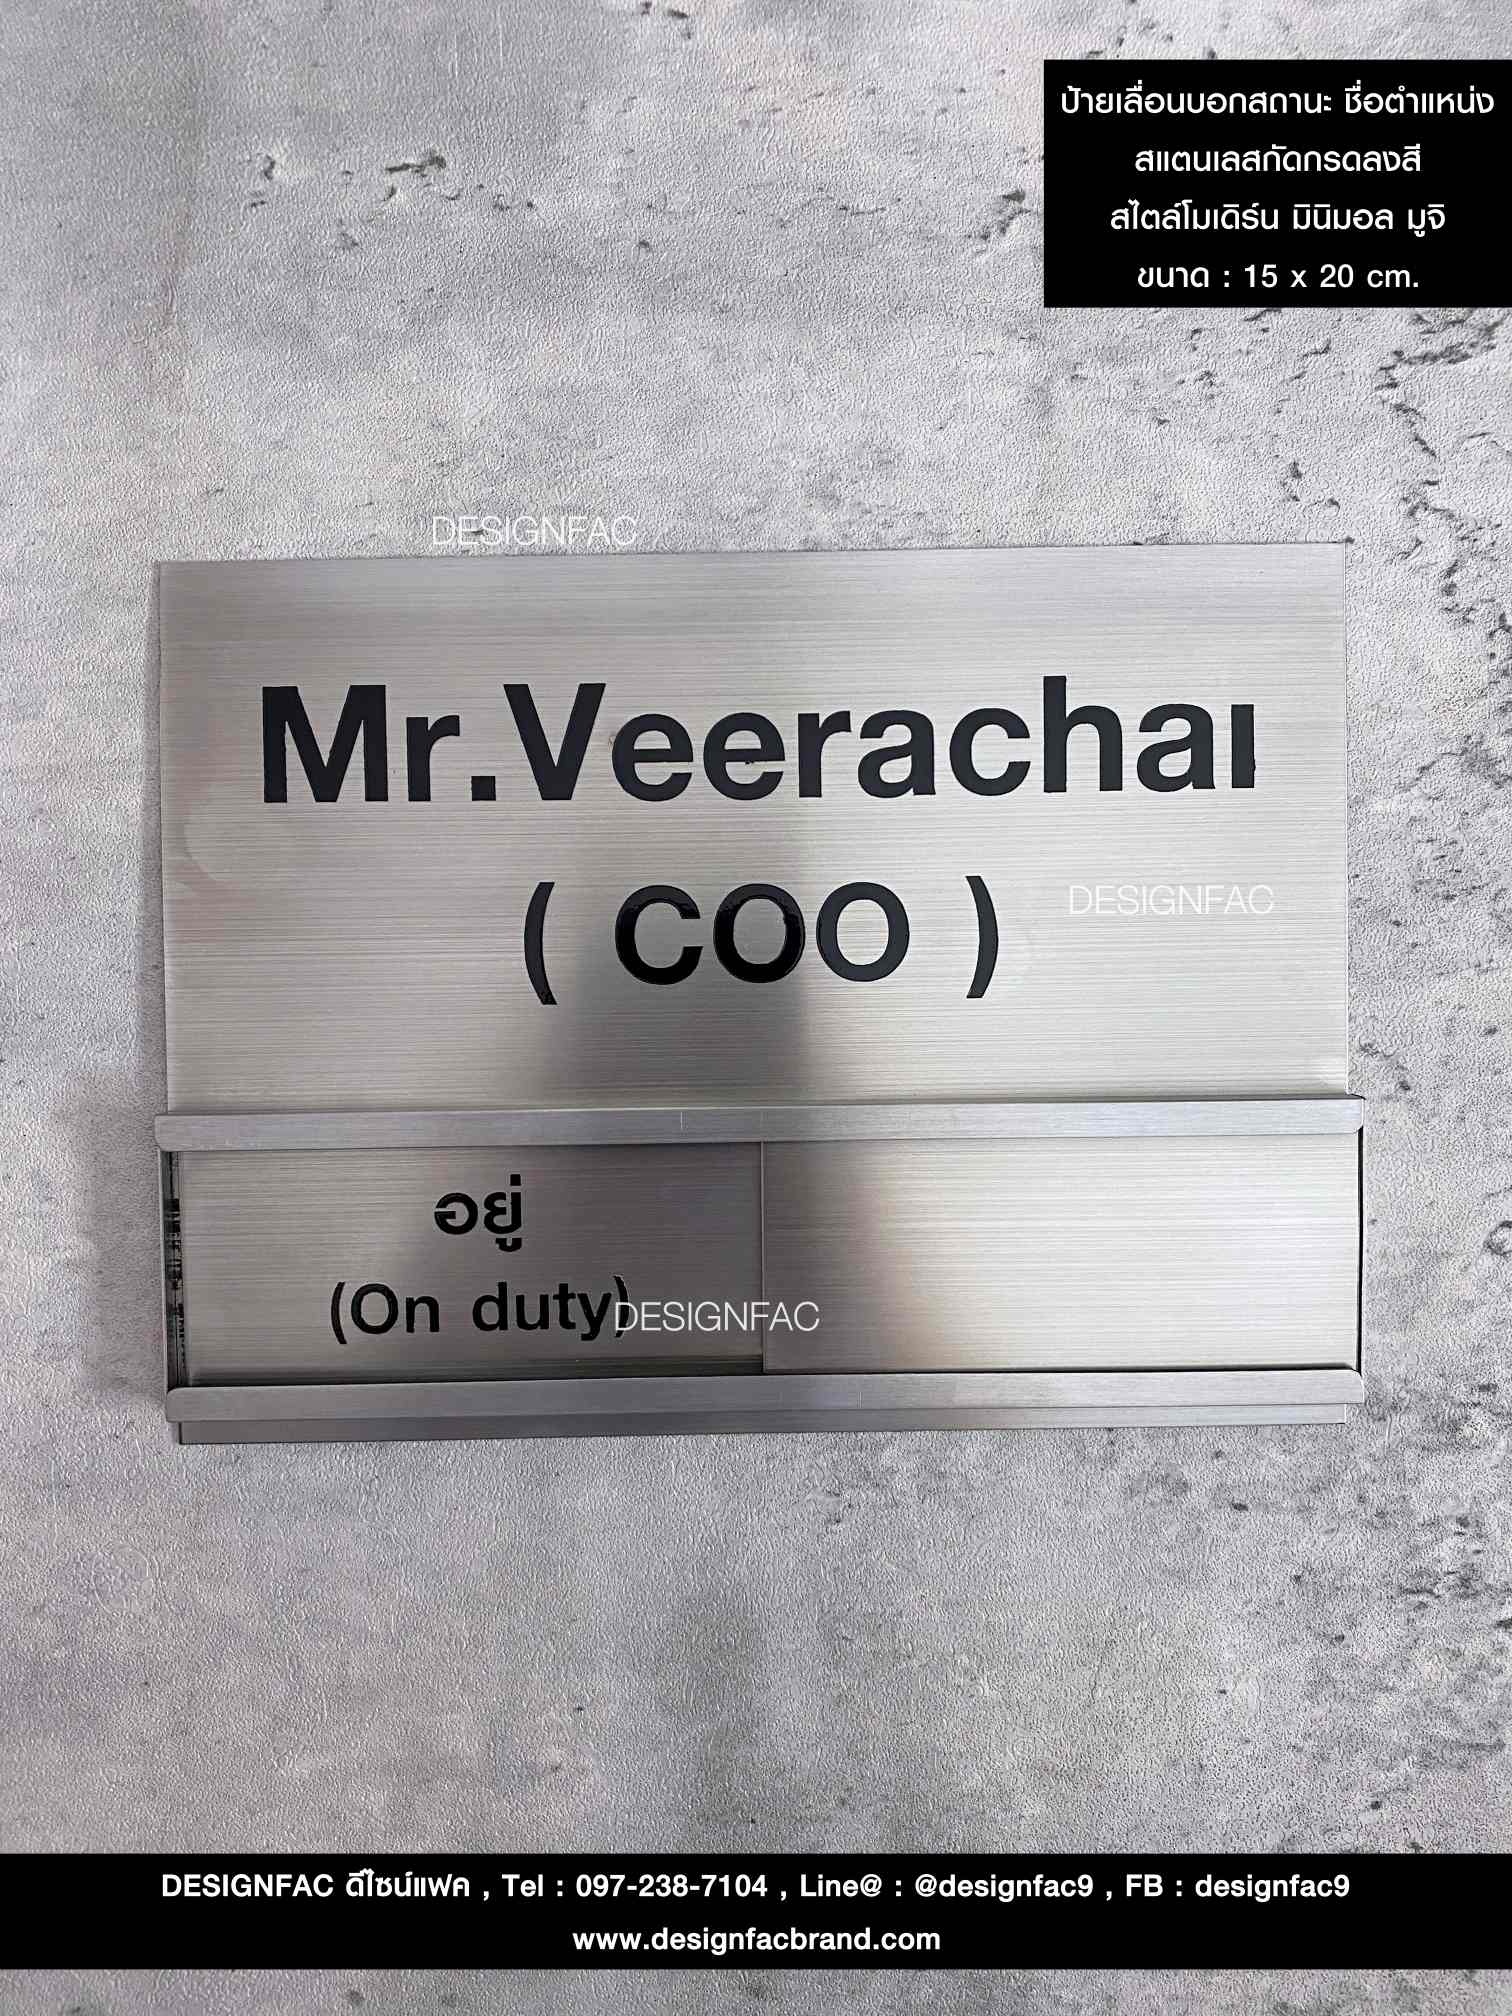 ป้ายเลื่อนบอกสถานะ ชื่อตำแหน่ง
สแตนเลสกัดกรดลงสี
สไตล์โมเดิร์น มินิมอล มูจิ
ขนาด : 15 x 20 cm.
DESIGNFAC
Mr.Veerachai
( COO )
DESIGNFAC
อยู่
(On duty)
DESIGNFAC
DESIGNFAC ดีไซน์แฟค , Tel : 097-238-7104 , Line@ : @designfac9 , FB : designfac9
www.designfacbrand.com